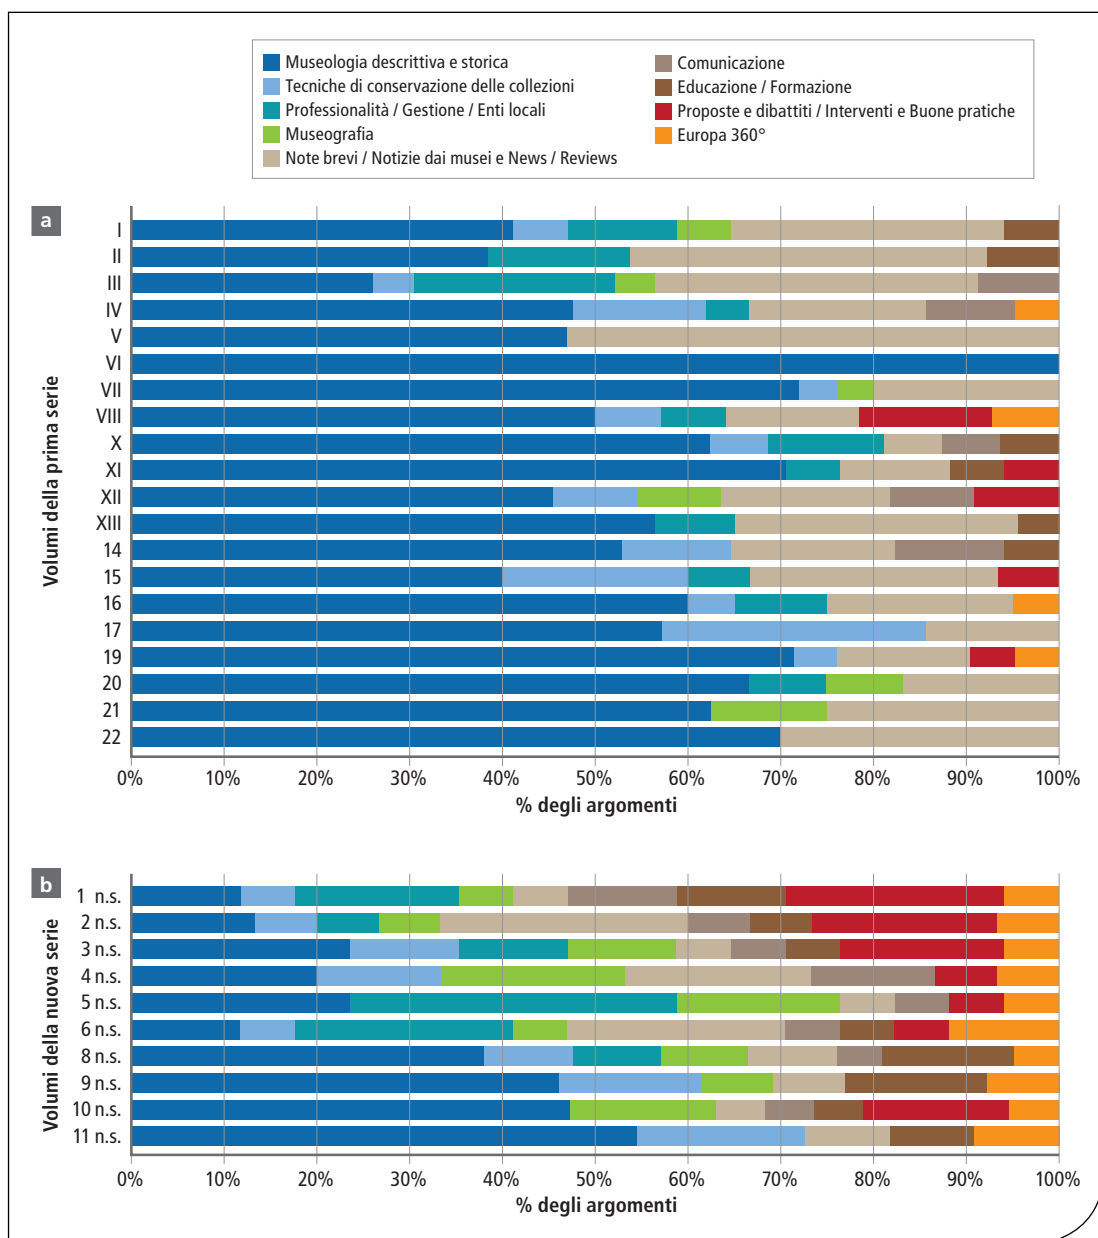 Museologia descrittiva e storica
Tecniche di conservazione delle collezioni
Professionalità / Gestione / Enti locali
Museografia
Note brevi / Notizie dai musei e News / Reviews
Comunicazione
Educazione / Formazione
Proposte e dibattiti / Interventi e Buone pratiche
Europa 360°
a
Volumi della prima serie
I
II
III
IV
V
VI
VII
VIII
X
XI
XII
XIII
14
15
16
17
19
20
21
22
0% 10% 20% 30% 40% 50% 60% 70% 80% 90% 100%
% degli argomenti
b
Volumi della nuova serie
1 n.s.
2 n.s.
3 n.s.
4 n.s.
5 n.s.
6 n.s.
8 n.s.
9 n.s.
10 n.s.
11 n.s.
0% 10% 20% 30% 40% 50% 60% 70% 80% 90% 100%
% degli argomenti